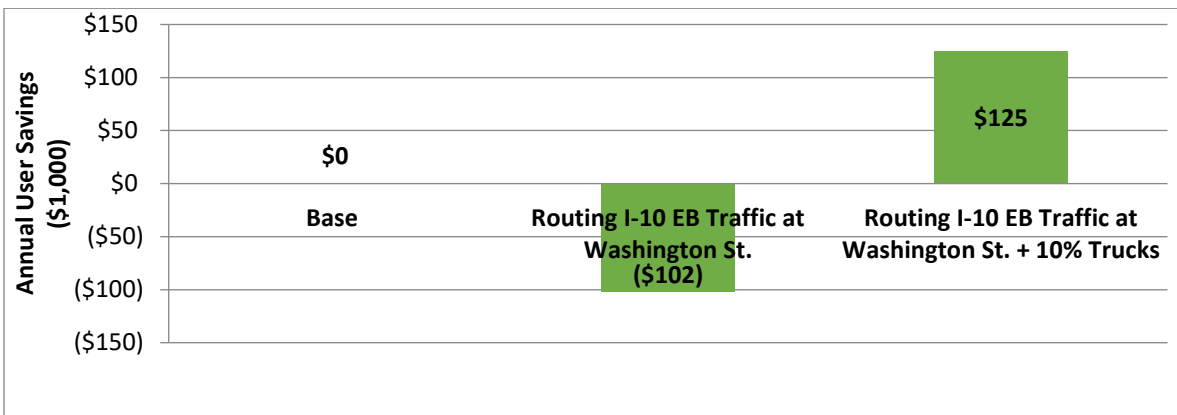 Annual User Savings
($1,000)
$150
$100
$50
$0
($50)
($100)
($150)
$0
($102)
$125
Base
Routing I-10 EB Traffic at
Washington St.
Routing I-10 EB Traffic at
Washington St. + 10% Trucks